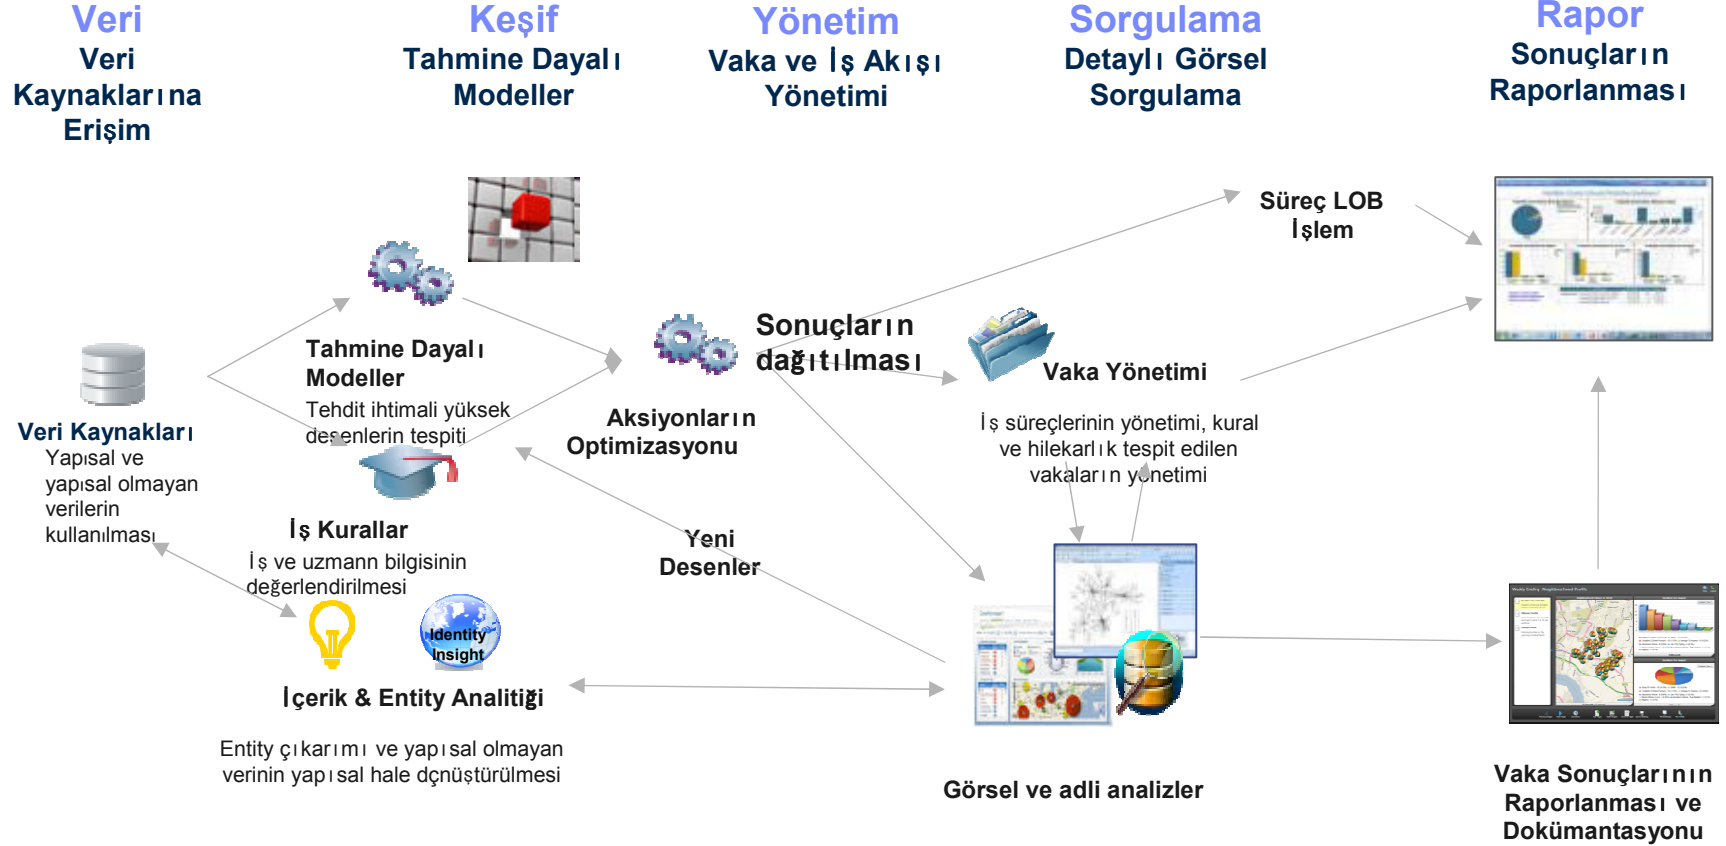 Veri
Veri
Kaynaklarına
Erişim
Keşif
Tahmine Dayalı
Modeller
Yönetim
Vaka ve İş Akışı
Yönetimi
Sorgulama
Detaylı Görsel
Sorgulama
Rapor
Sonuçların
Raporlanması
Veri Kaynakları
Yapısal ve
yapısal olmayan
verilerin
kullanılması
Tahmine Dayalı
Modeller
Tehdit ihtimali yüksek
desenlerin tespiti
İş Kurallar
İş ve uzmann bilgisinin
değerlendirilmesi
Identity
Insight
İçerik & Entity Analitiği
Entity çıkarımı ve yapısal olmayan
verinin yapısal hale dçnüştürülmesi
Aksiyonların
Optimizasyonu
Sonuçların
dağıtılması
Yeni
Desenler
Süreç LOB
İşlem
Vaka Yönetimi
İş süreçlerinin yönetimi, kural
ve hilekarlık tespit edilen
vakaların yönetimi
Görsel ve adli analizler
Vaka Sonuçlarının
Raporlanması ve
Dokümantasyonu